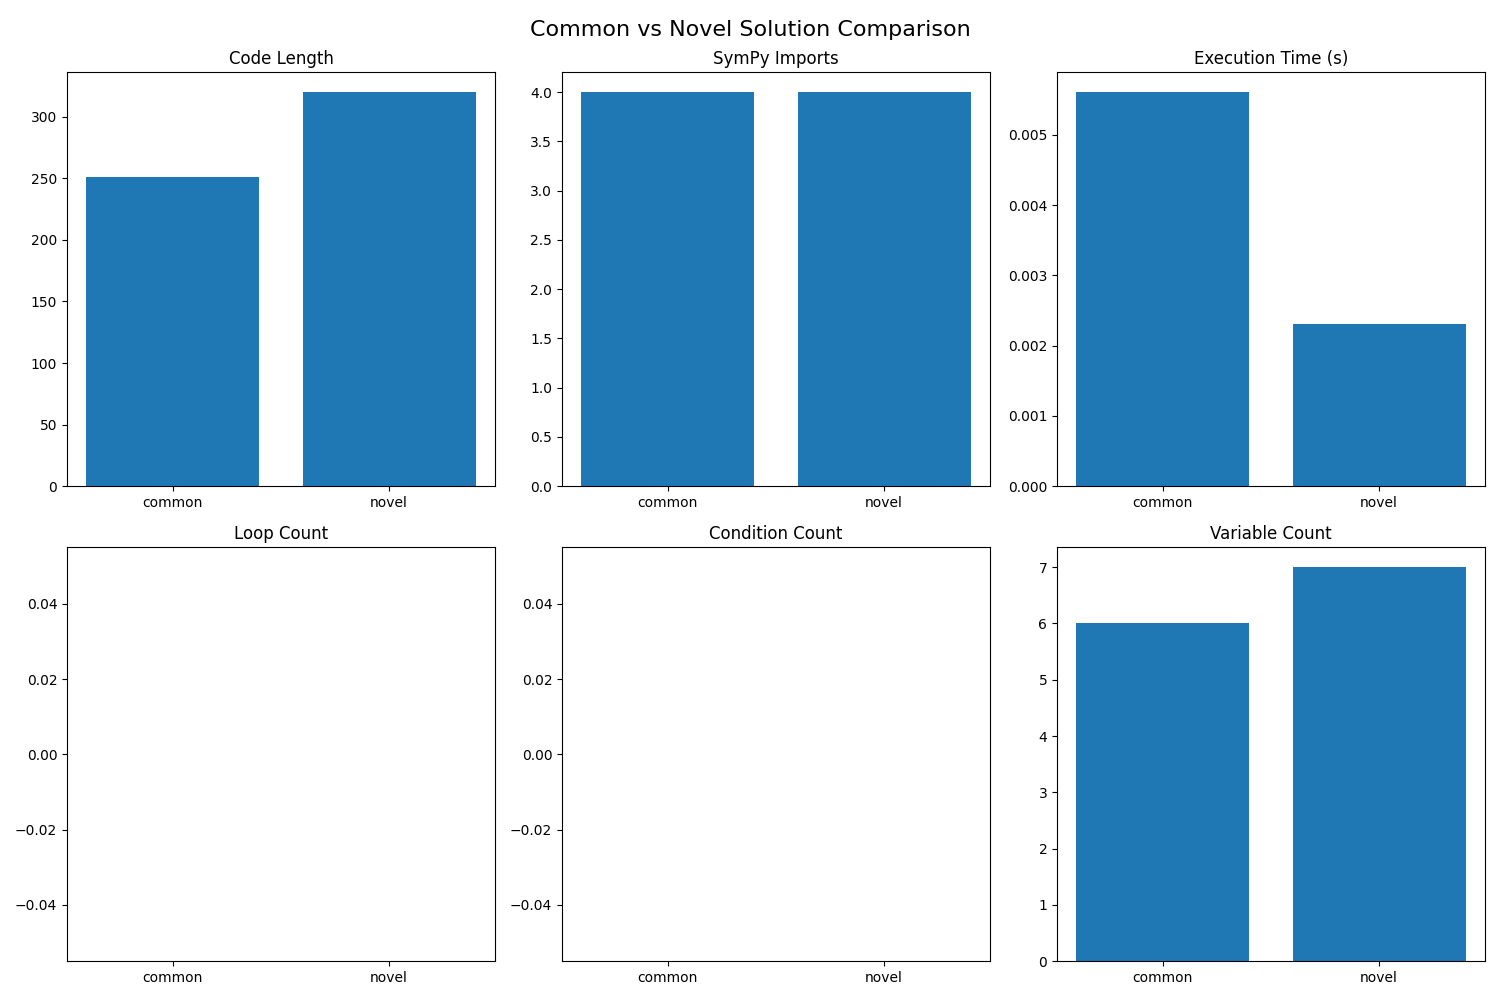 Common vs Novel Solution Comparison
Code Length
SymPy Imports
Execution Time (s)
300
250
200
150
100
50
0
common
novel
4.0
3.5
3.0
2.5
2.0
1.5
1.0
0.5
0.0
common
novel
0.005
0.004
0.003
0.002
0.001
0.000
common
novel
Loop Count
Condition Count
Variable Count
0.04
0.02
0.00
−0.02
−0.04
common
novel
0.04
0.02
0.00
−0.02
−0.04
common
novel
7
6
5
4
3
2
1
0
common
novel